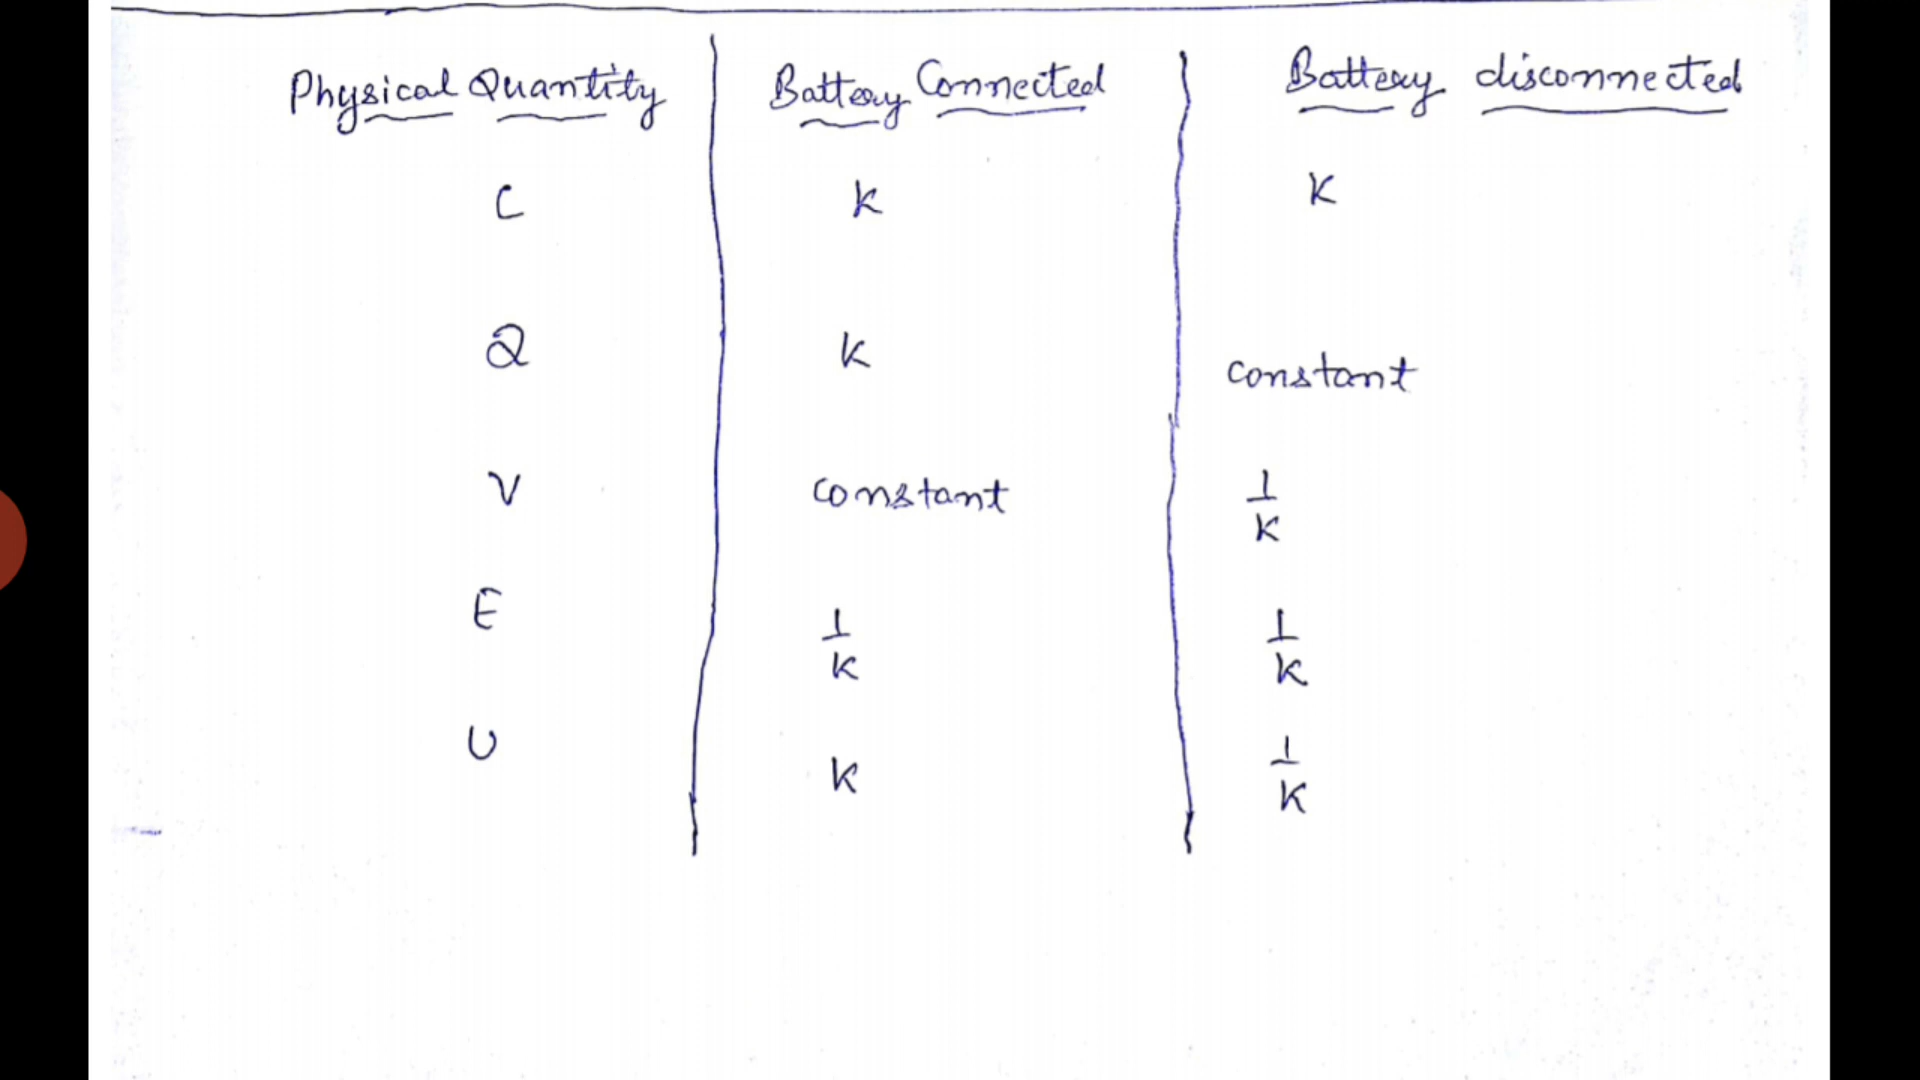 Physical Quantity Battery Connected Battery disconnected
C K K
Q K constant
V constant 1/K
E 1/K 1/K
U K 1/K